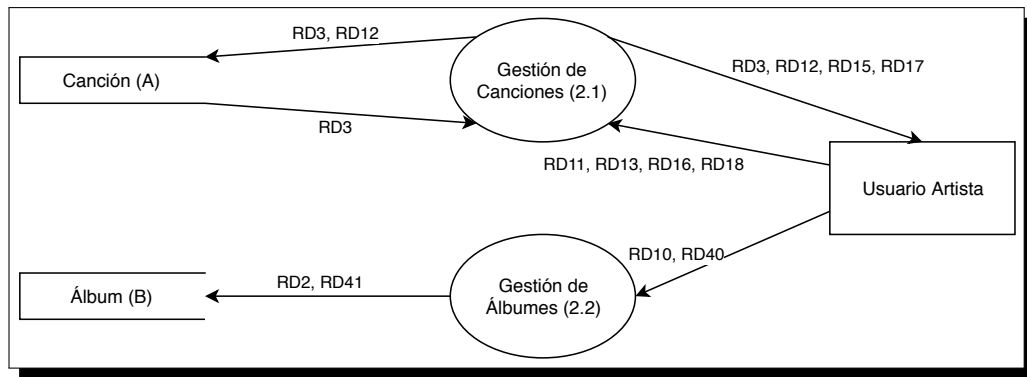 RD3, RD12
Gestión de
Canciones (2.1)
RD3, RD12, RD15, RD17
Canción (A)
RD3
RD11, RD13, RD16, RD18
Usuario Artista
RD10, RD40
Gestión de
Álbumes (2.2)
RD2, RD41
Álbum (B)